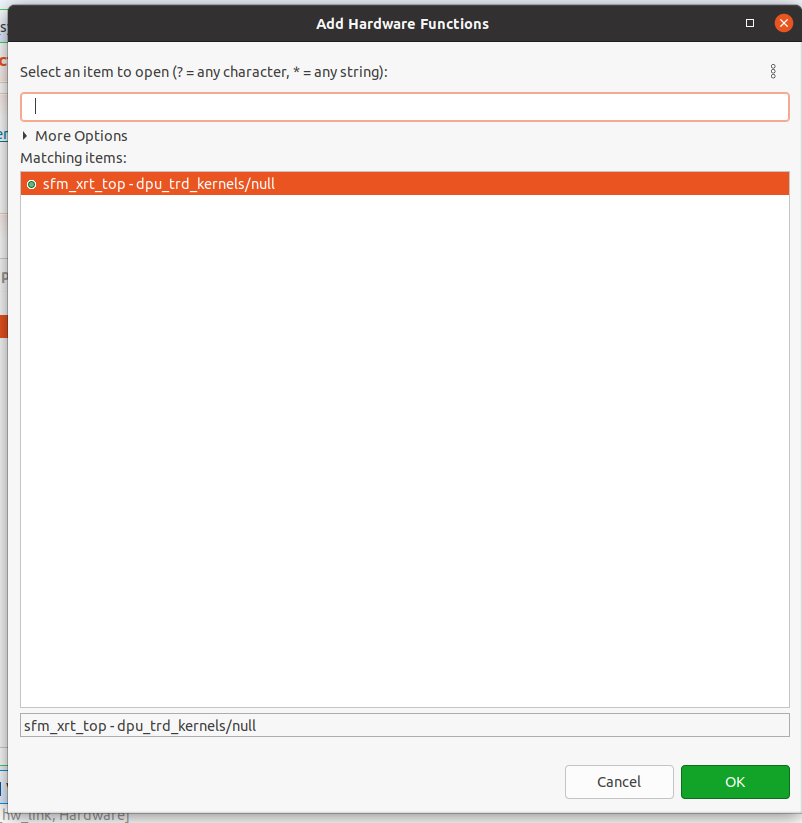 Add Hardware Functions
Select an item to open (? = any character, * = any string):
More Options
Matching items:
sfm_xrt_top - dpu_trd_kernels/null
sfm_xrt_top - dpu_trd_kernels/null
Cancel
OK
_hw_link, Hardware]